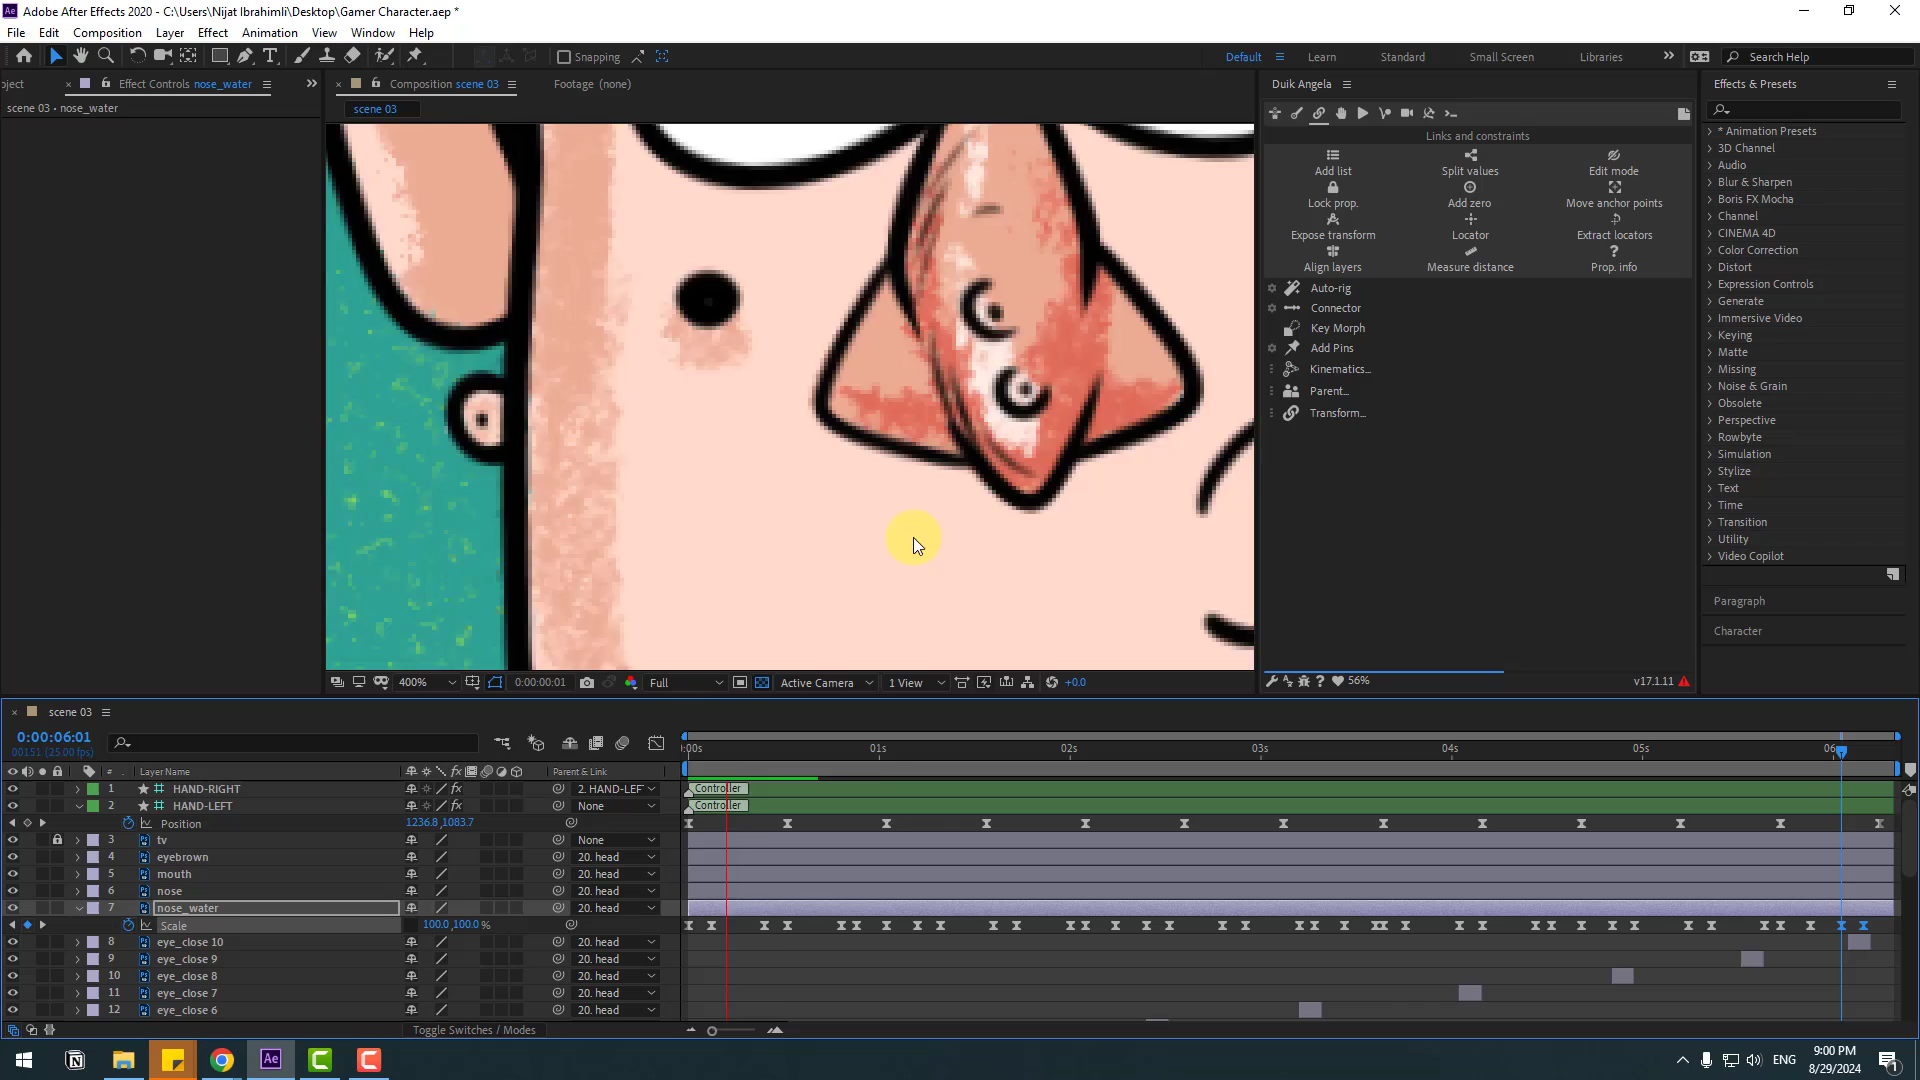 Adobe After Effects 2020 - C:\Users\Nijat Ibrahimli\Desktop\Gamer Character.aep *
File Edit Composition Layer Effect Animation View Window Help
Snapping
Default Learn Standard Small Screen Libraries Search Help
oject Effect Controls nose_water
scene 03 • nose_water
Composition scene 03 Footage (none)
scene 03
Duik Angela
Links and constraints
Add list Split values Edit mode
Lock prop. Add zero Move anchor points
Expose transform Locator Extract locators
Align layers Measure distance Prop. info
Auto-rig
Connector
Key Morph
Add Pins
Kinematics...
Parent...
Transform...
56% v17.1.11
Effects & Presets
* Animation Presets
3D Channel
Audio
Blur & Sharpen
Boris FX Mocha
Channel
CINEMA 4D
Color Correction
Distort
Expression Controls
Generate
Immersive Video
Keying
Matte
Missing
Noise & Grain
Obsolete
Perspective
Rowbyte
Simulation
Stylize
Text
Time
Transition
Utility
Video Copilot
Paragraph
Character
400% 0:00:00:01 Full Active Camera 1 View +0.0
scene 03
0:00:06:01
00151 (25.00 fps)
:00s 01s 02s 03s 04s 05s 06
# Layer Name Parent & Link
1 HAND-RIGHT 2. HAND-LEF Controller
2 HAND-LEFT None Controller
Position 1236.8,1083.7
3 tv None
4 eyebrown 20. head
5 mouth 20. head
6 nose 20. head
7 nose_water 20. head
Scale 100.0,100.0 %
8 eye_close 10 20. head
9 eye_close 9 20. head
10 eye_close 8 20. head
11 eye_close 7 20. head
12 eye_close 6 20. head
Toggle Switches / Modes
ENG 9:00 PM
8/29/2024
1